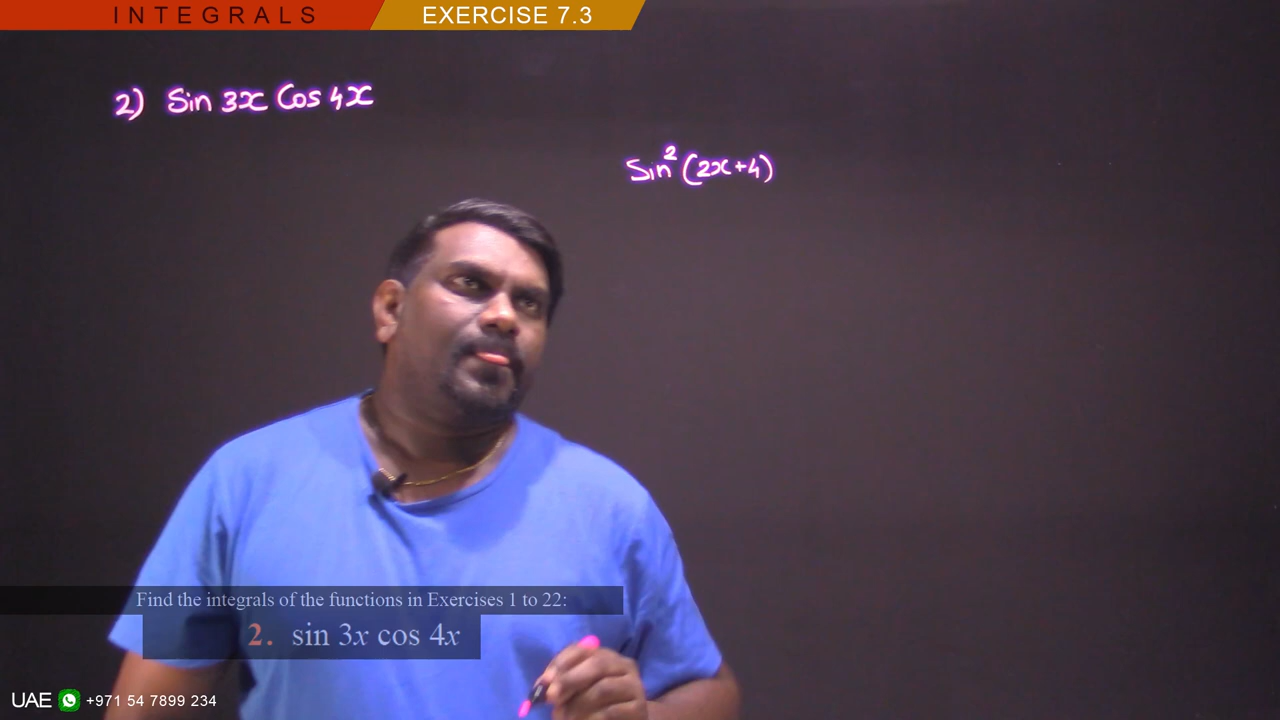 INTEGRALS EXERCISE 7.3
2) Sin 3x Cos 4x
Sin² (2x+4)
Find the integrals of the functions in Exercises 1 to 22:
2. sin 3x cos 4x
UAE +971 54 7899 234